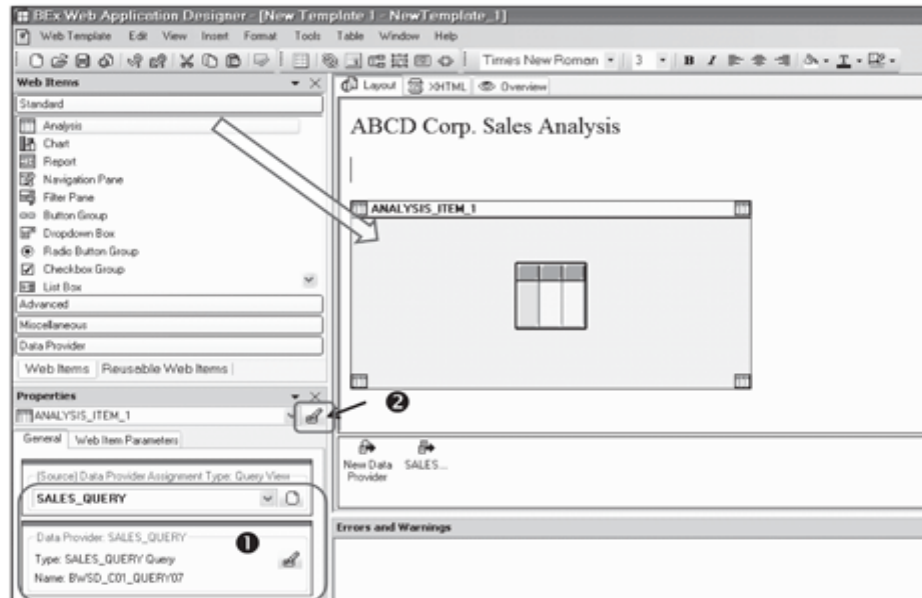 BEx Web Application Designer - [New Template 1 - NewTemplate_1]
Web Template Edit View Insert Format Tools Table Window Help
Times New Roman 3 B I
Web Items
Standard
Analysis
Chart
Report
Navigation Pane
Filter Pane
Button Group
Dropdown Box
Radio Button Group
Checkbox Group
List Box
Advanced
Miscellaneous
Data Provider
Web Items Reusable Web Items
Properties
ANALYSIS_ITEM_1
General Web Item Parameters
(Source) Data Provider Assignment Type: Query View
SALES_QUERY
Data Provider: SALES_QUERY
Type: SALES_QUERY Query
Name: BWSD_C01_QUERY07
1
2
Layout XHTML Overview
ABCD Corp. Sales Analysis
ANALYSIS_ITEM_1
New Data Provider
SALES...
Errors and Warnings